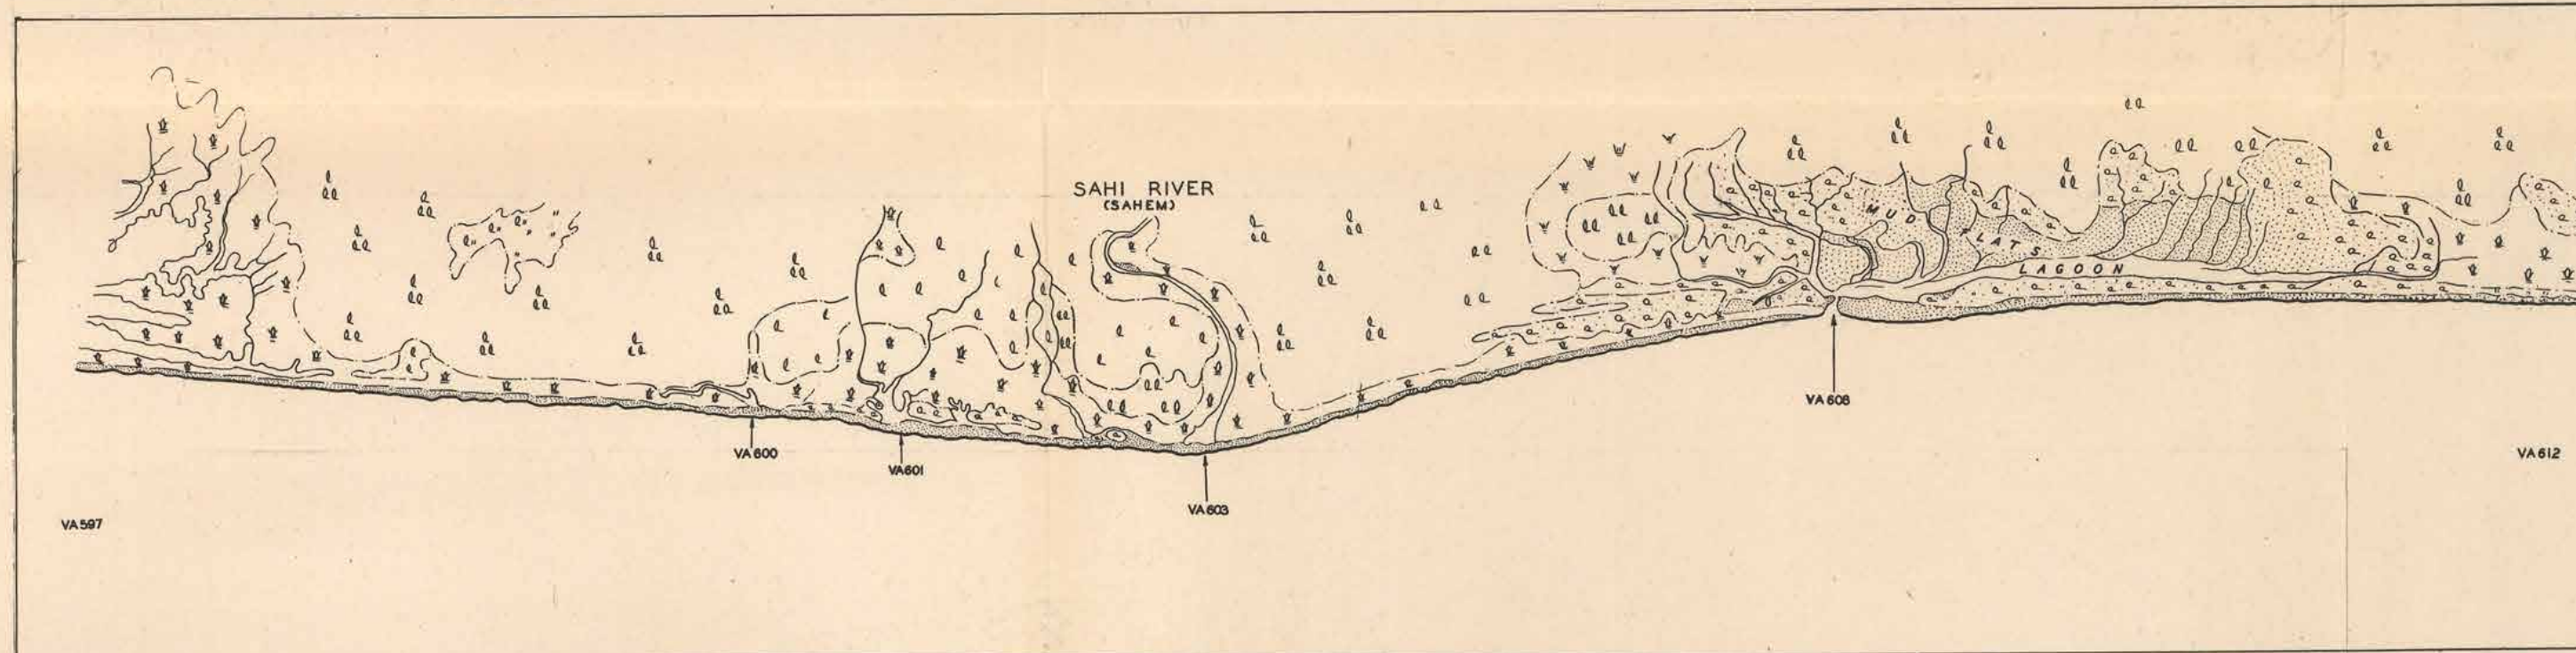 SAHI RIVER
(SAHEM)
MUD FLATS
LAGOON
VA 597
VA 600
VA 601
VA 603
VA 608
VA 612